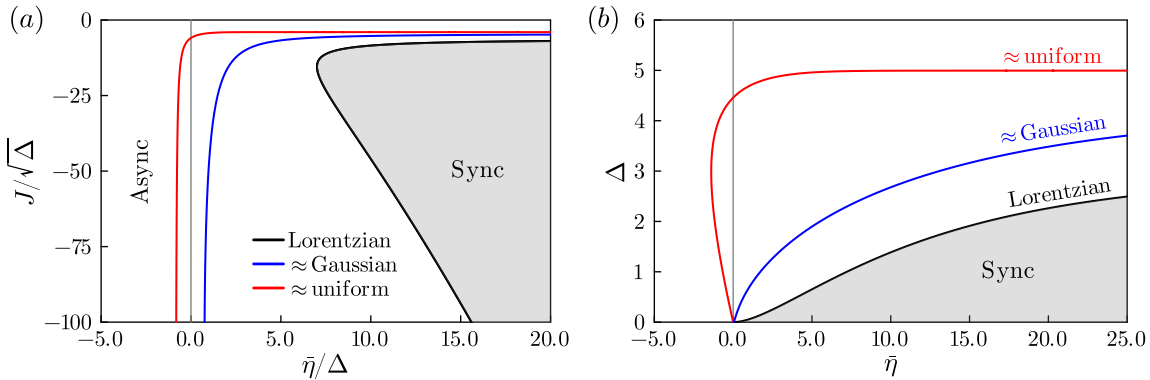 (a)
J/√Δ
0
−25
−50
−75
−100
Async
Sync
Lorentzian
≈ Gaussian
≈ uniform
−5.0 0.0 5.0 10.0 15.0 20.0
η̄/Δ
(b)
Δ
6
5
4
3
2
1
0
≈ uniform
≈ Gaussian
Lorentzian
Sync
−5.0 0.0 5.0 10.0 15.0 20.0 25.0
η̄